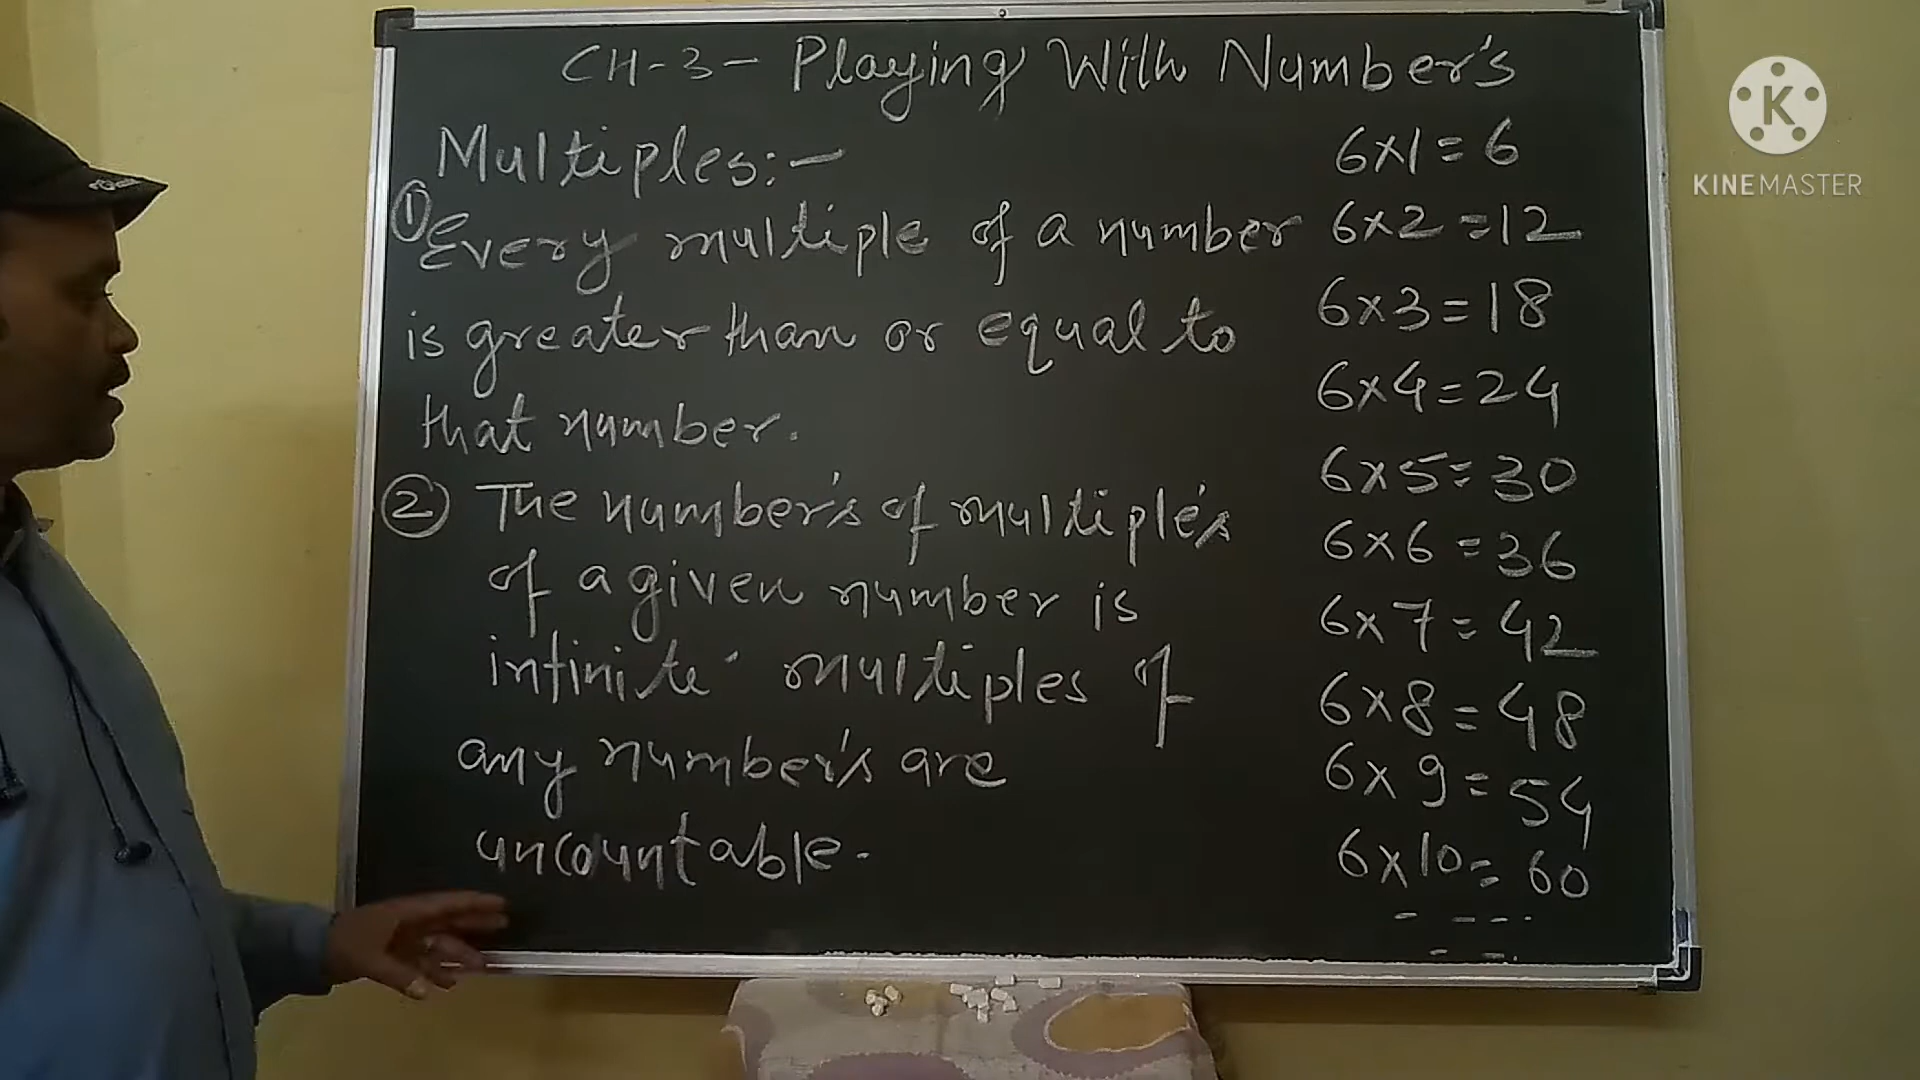 CH-3- Playing With Number's
Multiples:-
① Every multiple of a number
is greater than or equal to
that number.
② The number's of multiple's
of a given number is
infinite. multiples of
any number's are
uncountable.
6x1=6
6x2=12
6x3=18
6x4=24
6x5=30
6x6=36
6x7=42
6x8=48
6x9=54
6x10=60
K
KINEMASTER